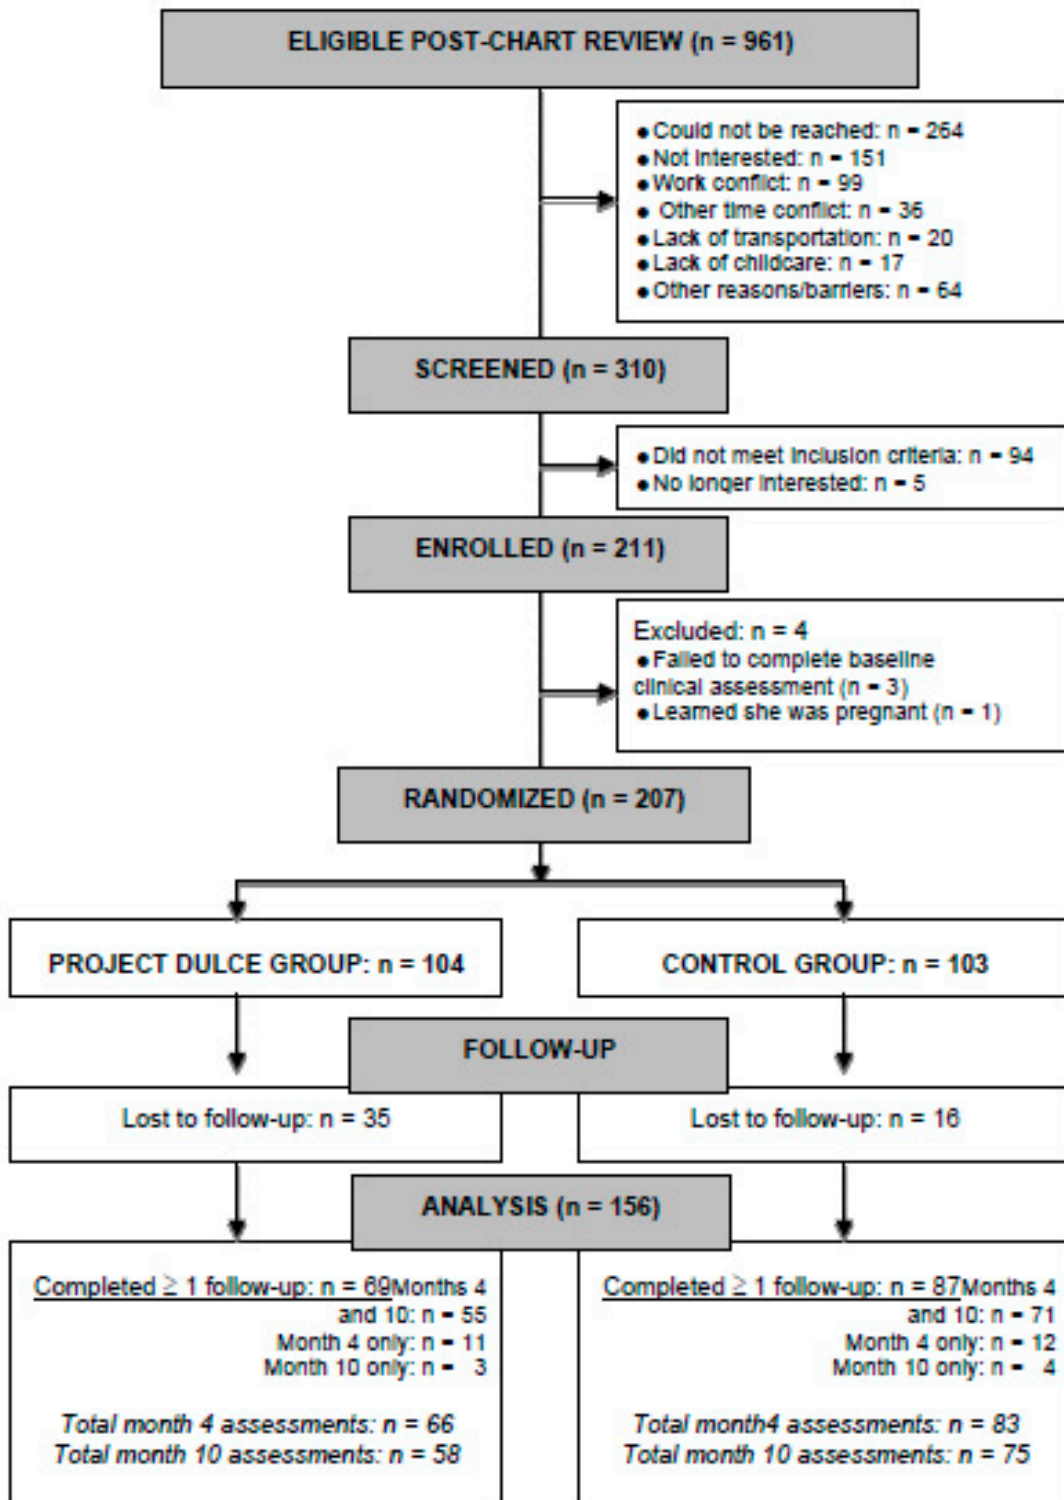 ELIGIBLE POST-CHART REVIEW (n = 961)
●Could not be reached: n = 264
●Not interested: n = 151
●Work conflict: n = 99
● Other time conflict: n = 36
●Lack of transportation: n = 20
●Lack of childcare: n = 17
●Other reasons/barriers: n = 64
SCREENED (n = 310)
●Did not meet inclusion criteria: n = 94
●No longer interested: n = 5
ENROLLED (n = 211)
Excluded: n = 4
●Failed to complete baseline
clinical assessment (n = 3)
●Learned she was pregnant (n = 1)
RANDOMIZED (n = 207)
PROJECT DULCE GROUP: n = 104
CONTROL GROUP: n = 103
FOLLOW-UP
Lost to follow-up: n = 35
Lost to follow-up: n = 16
ANALYSIS (n = 156)
Completed ≥ 1 follow-up: n = 69Months 4
and 10: n = 55
Month 4 only: n = 11
Month 10 only: n = 3
Total month 4 assessments: n = 66
Total month 10 assessments: n = 58
Completed ≥ 1 follow-up: n = 87Months 4
and 10: n = 71
Month 4 only: n = 12
Month 10 only: n = 4
Total month4 assessments: n = 83
Total month 10 assessments: n = 75